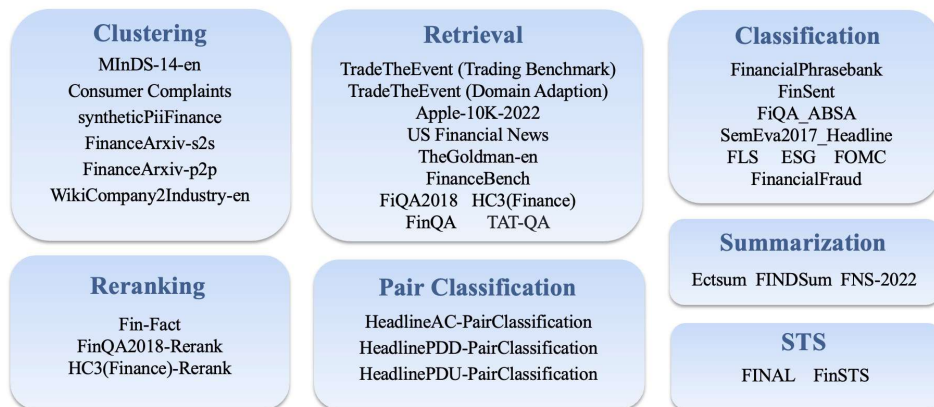 Clustering
MInDS-14-en
Consumer Complaints
syntheticPiiFinance
FinanceArxiv-s2s
FinanceArxiv-p2p
WikiCompany2Industry-en
Retrieval
TradeTheEvent (Trading Benchmark)
TradeTheEvent (Domain Adaption)
Apple-10K-2022
US Financial News
TheGoldman-en
FinanceBench
FiQA2018 HC3(Finance)
FinQA TAT-QA
Classification
FinancialPhrasebank
FinSent
FiQA_ABSA
SemEva2017_Headline
FLS ESG FOMC
FinancialFraud
Summarization
Ectsum FINDSum FNS-2022
Reranking
Fin-Fact
FinQA2018-Rerank
HC3(Finance)-Rerank
Pair Classification
HeadlineAC-PairClassification
HeadlinePDD-PairClassification
HeadlinePDU-PairClassification
STS
FINAL FinSTS